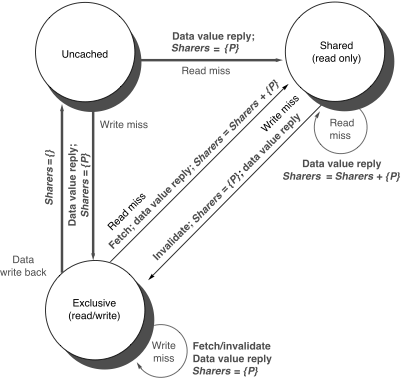 Uncached
Data value reply;
Sharers = {P}
Read miss
Shared
(read only)
Read
miss
Data value reply
Sharers = Sharers + {P}
Write miss
Sharers = {}
Data value reply;
Sharers = {P}
Data
write back
Read miss
Fetch; data value reply; Sharers = Sharers + {P}
Write miss
Invalidate; Sharers = {P}; data value reply
Exclusive
(read/write)
Write
miss
Fetch/invalidate
Data value reply
Sharers = {P}